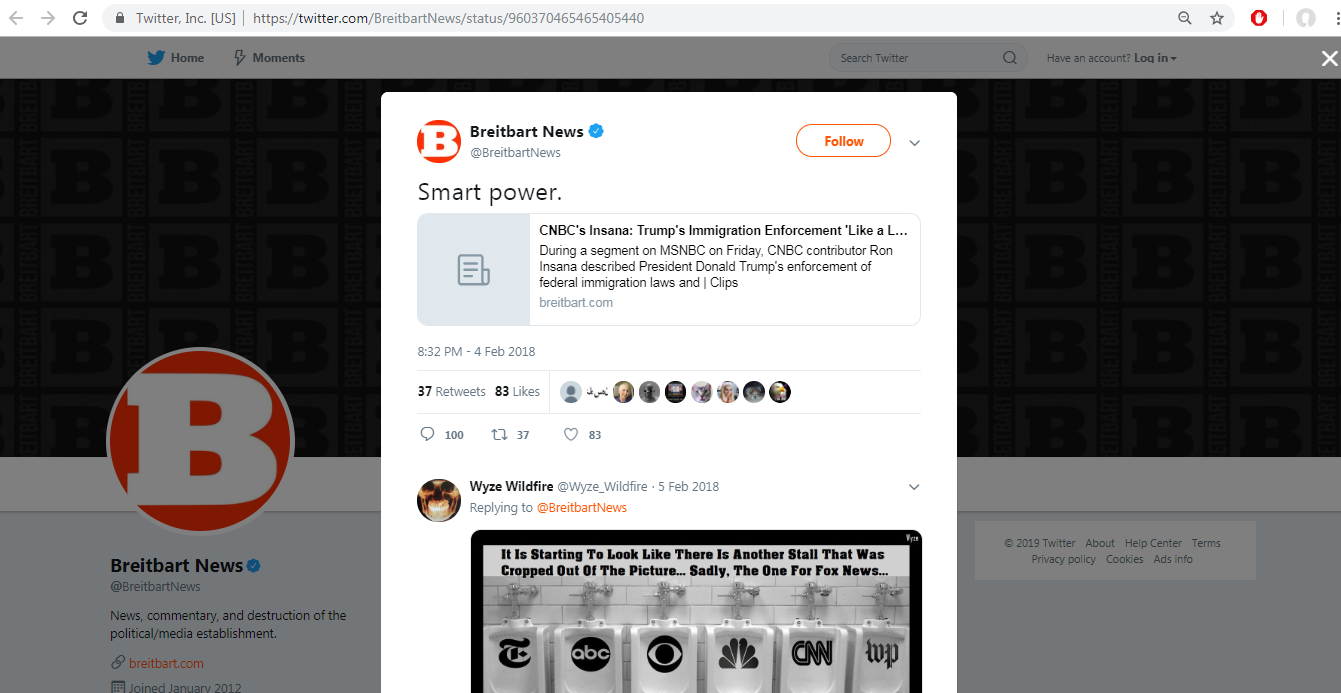 Twitter, Inc. [US] | https://twitter.com/BreitbartNews/status/960370465465405440
Home Moments
Search Twitter
Have an account? Log in
Breitbart News
@BreitbartNews
Follow
Smart power.
CNBC's Insana: Trump's Immigration Enforcement 'Like a L...
During a segment on MSNBC on Friday, CNBC contributor Ron
Insana described President Donald Trump's enforcement of
federal immigration laws and | Clips
breitbart.com
8:32 PM - 4 Feb 2018
37 Retweets 83 Likes
100 37 83
Wyze Wildfire @Wyze_Wildfire · 5 Feb 2018
Replying to @BreitbartNews
Wyze
It Is Starting To Look Like There Is Another Stall That Was
Cropped Out Of The Picture... Sadly, The One For Fox News...
T abc CNN wp
B
Breitbart News
@BreitbartNews
News, commentary, and destruction of the
political/media establishment.
breitbart.com
Joined January 2012
© 2019 Twitter About Help Center Terms
Privacy policy Cookies Ads info